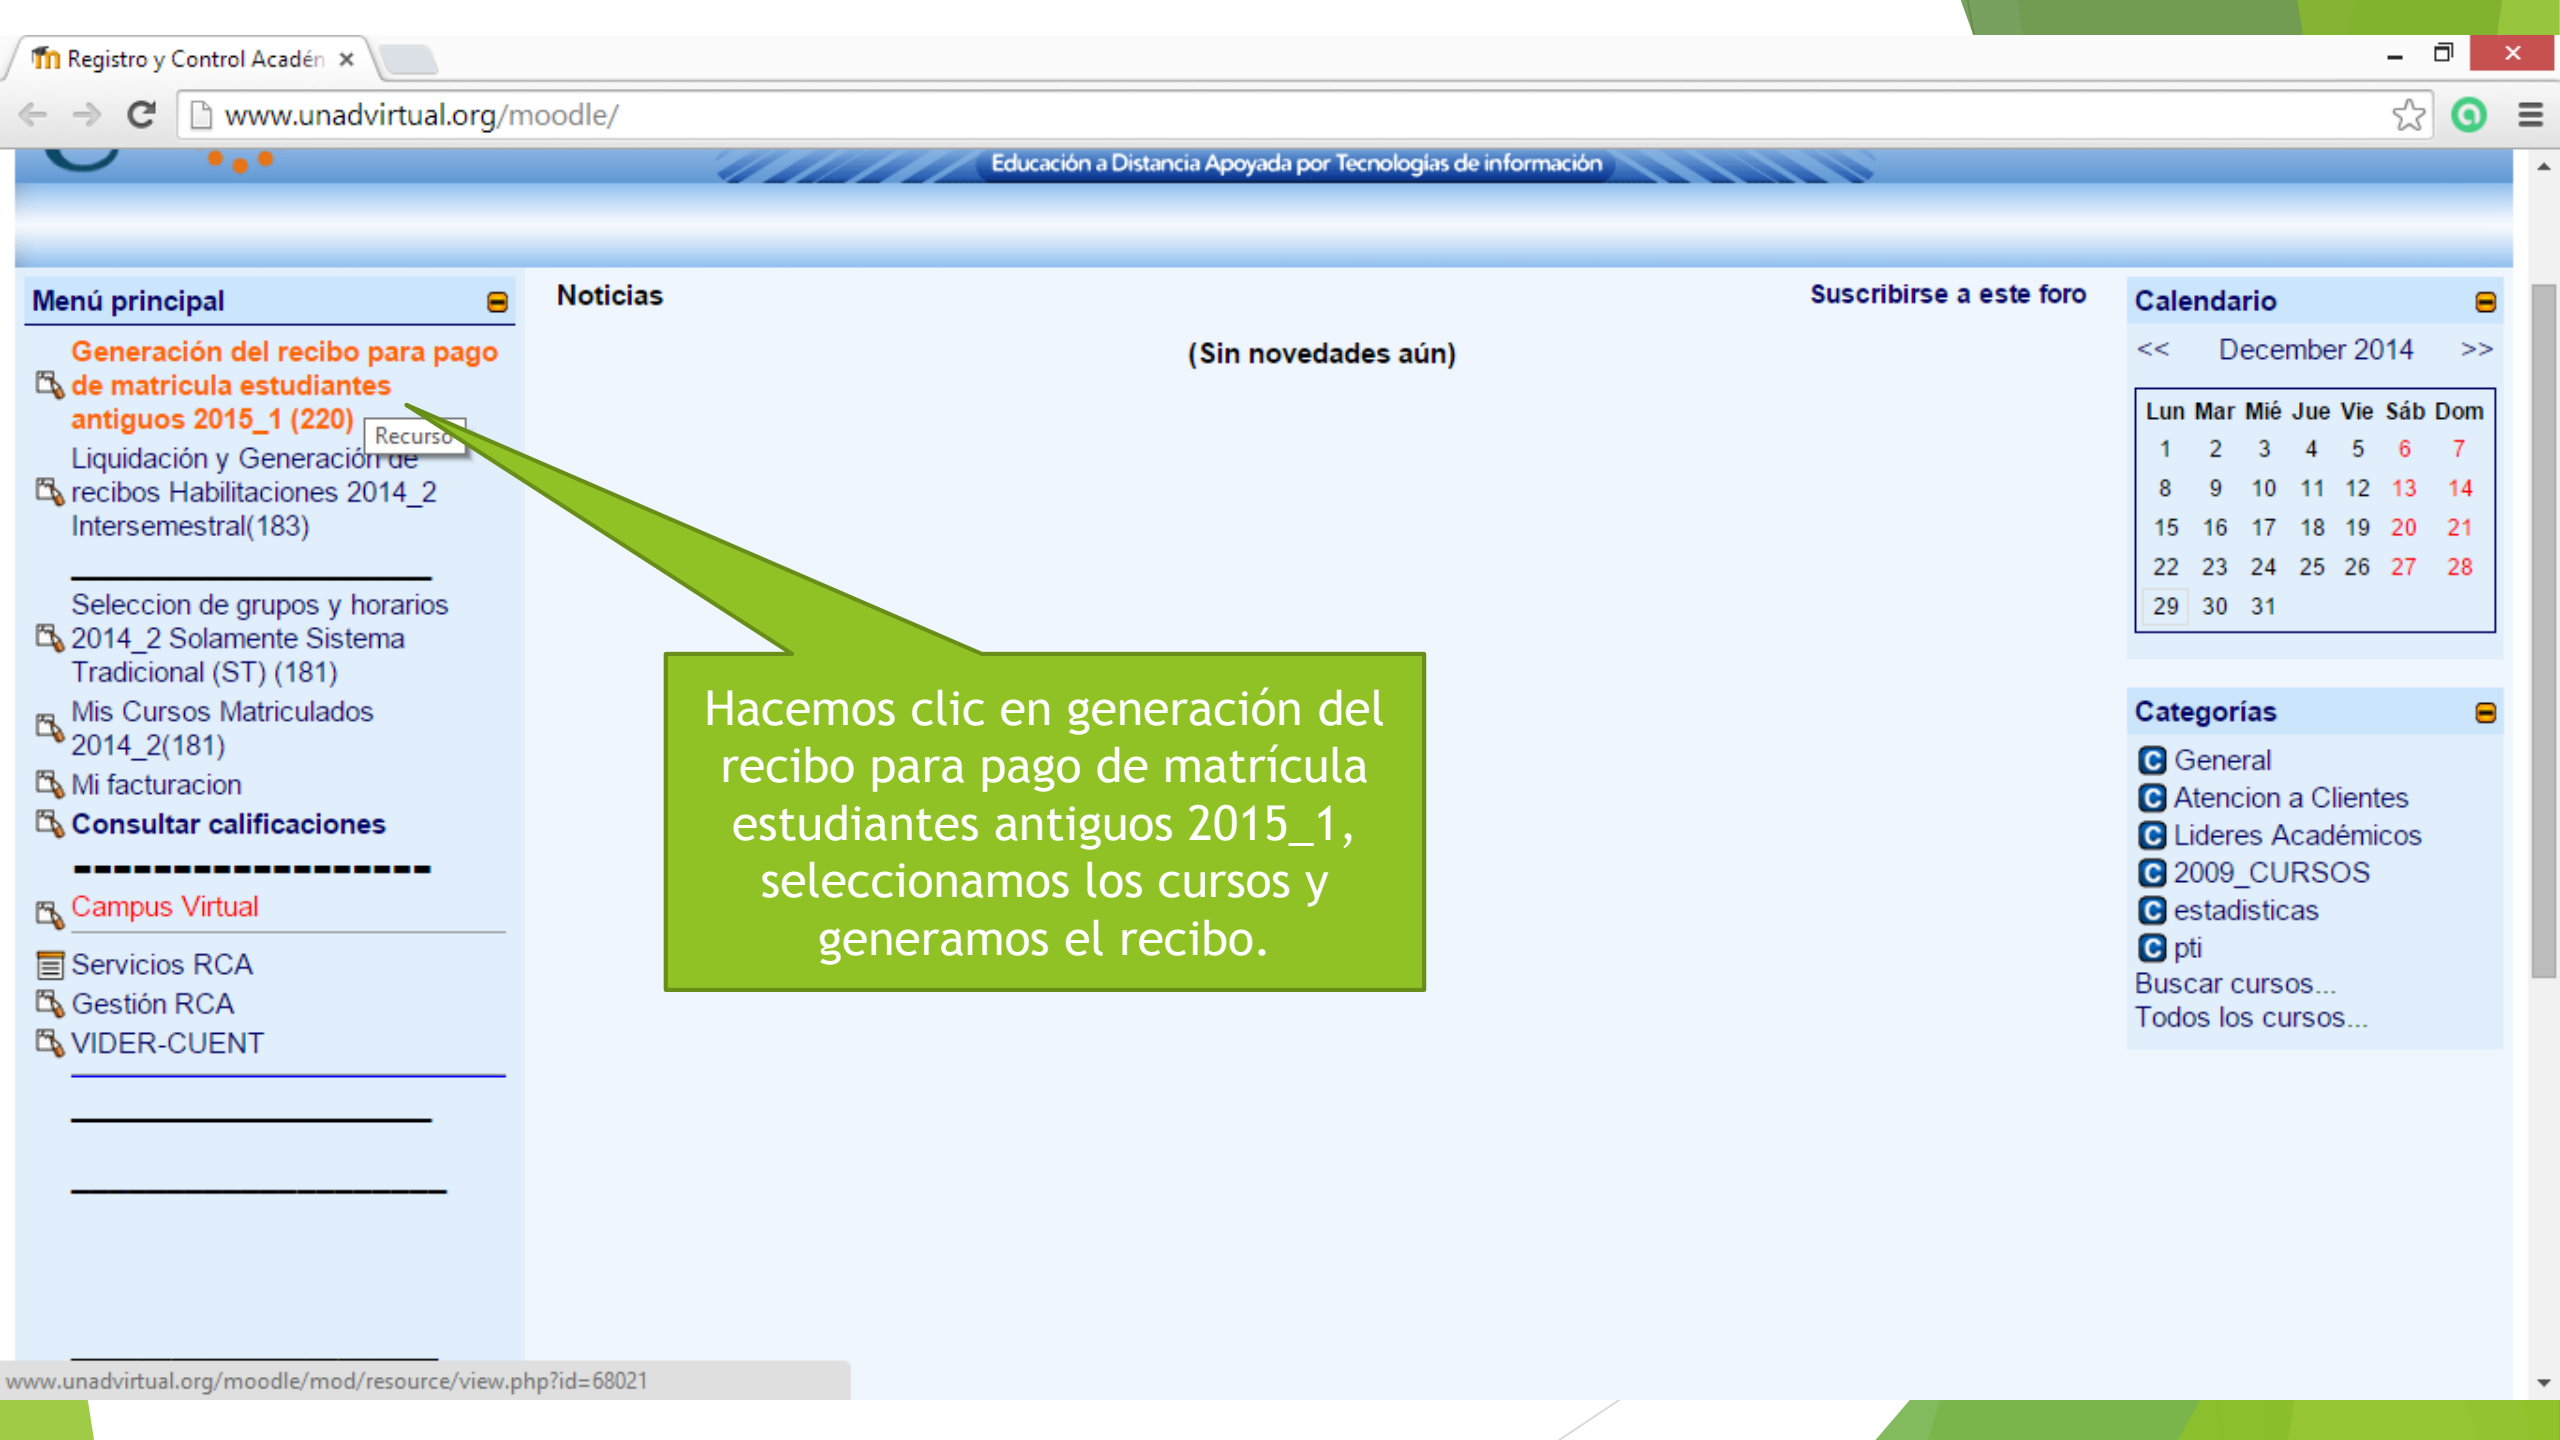 Registro y Control Acadén
www.unadvirtual.org/moodle/
Educación a Distancia Apoyada por Tecnologías de información
Menú principal
Generación del recibo para pago
de matricula estudiantes
antiguos 2015_1 (220)
Recurso
Liquidación y Generación de
recibos Habilitaciones 2014_2
Intersemestral(183)
Seleccion de grupos y horarios
2014_2 Solamente Sistema
Tradicional (ST) (181)
Mis Cursos Matriculados
2014_2(181)
Mi facturacion
Consultar calificaciones
Campus Virtual
Servicios RCA
Gestión RCA
VIDER-CUENT
Noticias
Suscribirse a este foro
(Sin novedades aún)
Hacemos clic en generación del
recibo para pago de matrícula
estudiantes antiguos 2015_1,
seleccionamos los cursos y
generamos el recibo.
Calendario
<< December 2014 >>
Lun Mar Mié Jue Vie Sáb Dom
1 2 3 4 5 6 7
8 9 10 11 12 13 14
15 16 17 18 19 20 21
22 23 24 25 26 27 28
29 30 31
Categorías
General
Atencion a Clientes
Lideres Académicos
2009_CURSOS
estadisticas
pti
Buscar cursos...
Todos los cursos...
www.unadvirtual.org/moodle/mod/resource/view.php?id=68021